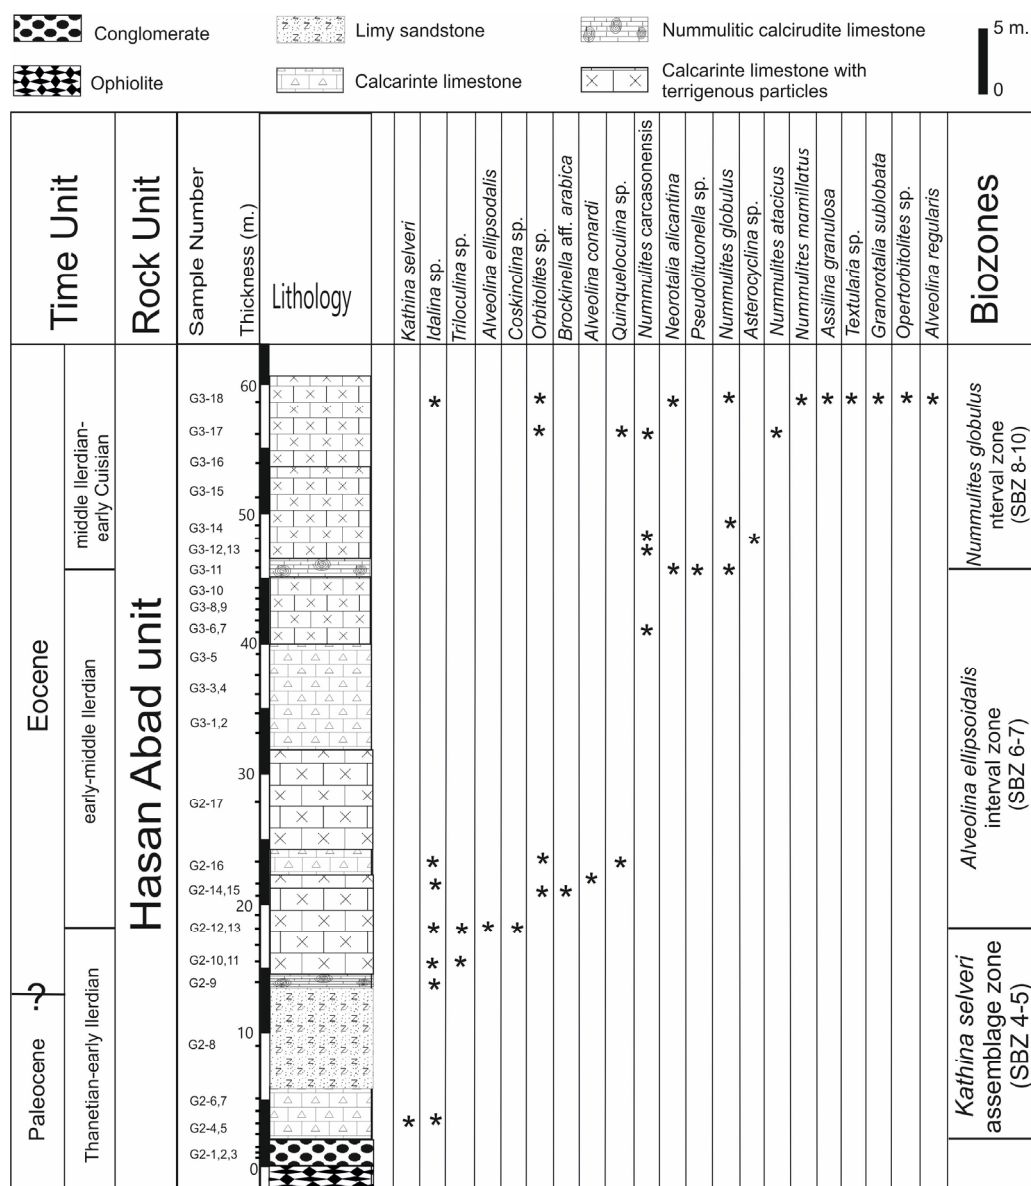 Conglomerate
Limy sandstone
Nummulitic calcirudite limestone
5 m.
Ophiolite
Calcarinte limestone
Calcarinte limestone with
terrigenous particles
0
Time Unit
Rock Unit
Sample Number
Thickness (m.)
Lithology
Kathina selveri
Idalina sp.
Triloculina sp.
Alveolina ellipsodalis
Coskinolina sp.
Orbitolites sp.
Brockinella aff. arabica
Alveolina conardi
Quinqueloculina sp.
Nummulites carcasonensis
Neorotalia alicantina
Pseudolituonella sp.
Nummulites globulus
Asterocyclina sp.
Nummulites atacicus
Nummulites mamillatus
Assilina granulosa
Textularia sp.
Granorotalia sublobata
Opertorbitolites sp.
Alveolina regularis
Biozones
Eocene
Paleocene ?
middle Ilerdian-
early Cuisian
early-middle Ilerdian
Thanetian-early Ilerdian
Hasan Abad unit
G3-18
G3-17
G3-16
G3-15
G3-14
G3-12,13
G3-11
G3-10
G3-8,9
G3-6,7
G3-5
G3-3,4
G3-1,2
G2-17
G2-16
G2-14,15
G2-12,13
G2-10,11
G2-9
G2-8
G2-6,7
G2-4,5
G2-1,2,3
60
50
40
30
20
10
0
Nummulites globulus
nterval zone
(SBZ 8-10)
Alveolina ellipsoidalis
interval zone
(SBZ 6-7)
Kathina selveri
assemblage zone
(SBZ 4-5)